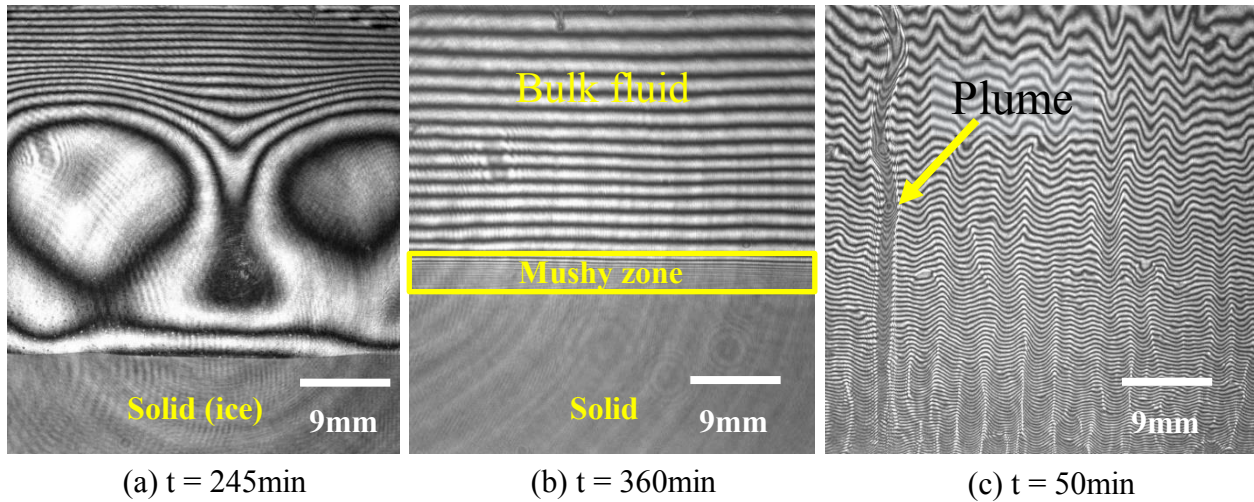 Solid (ice)
9mm
Bulk fluid
Mushy zone
Solid
9mm
Plume
9mm
(a) t = 245min
(b) t = 360min
(c) t = 50min